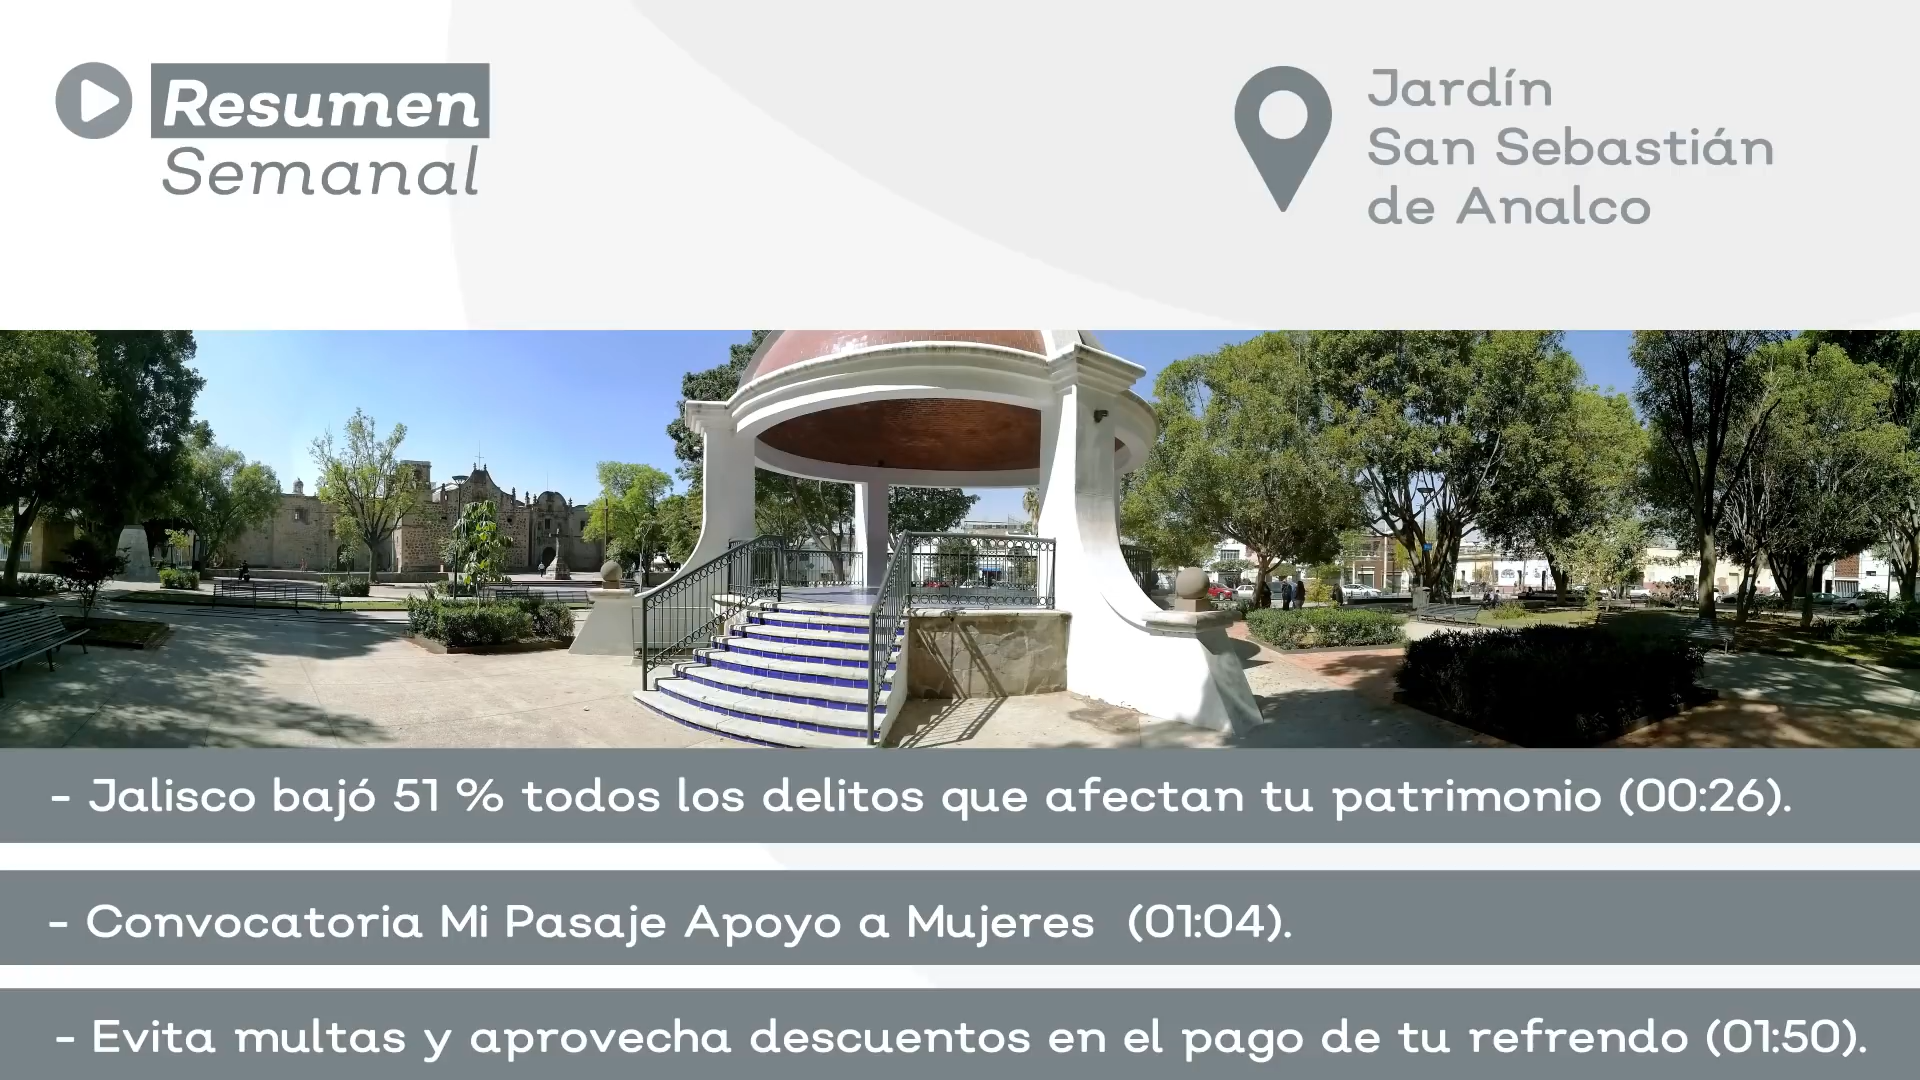 Resumen
Semanal
Jardín
San Sebastián
de Analco
- Jalisco bajó 51 % todos los delitos que afectan tu patrimonio (00:26).
- Convocatoria Mi Pasaje Apoyo a Mujeres (01:04).
- Evita multas y aprovecha descuentos en el pago de tu refrendo (01:50).